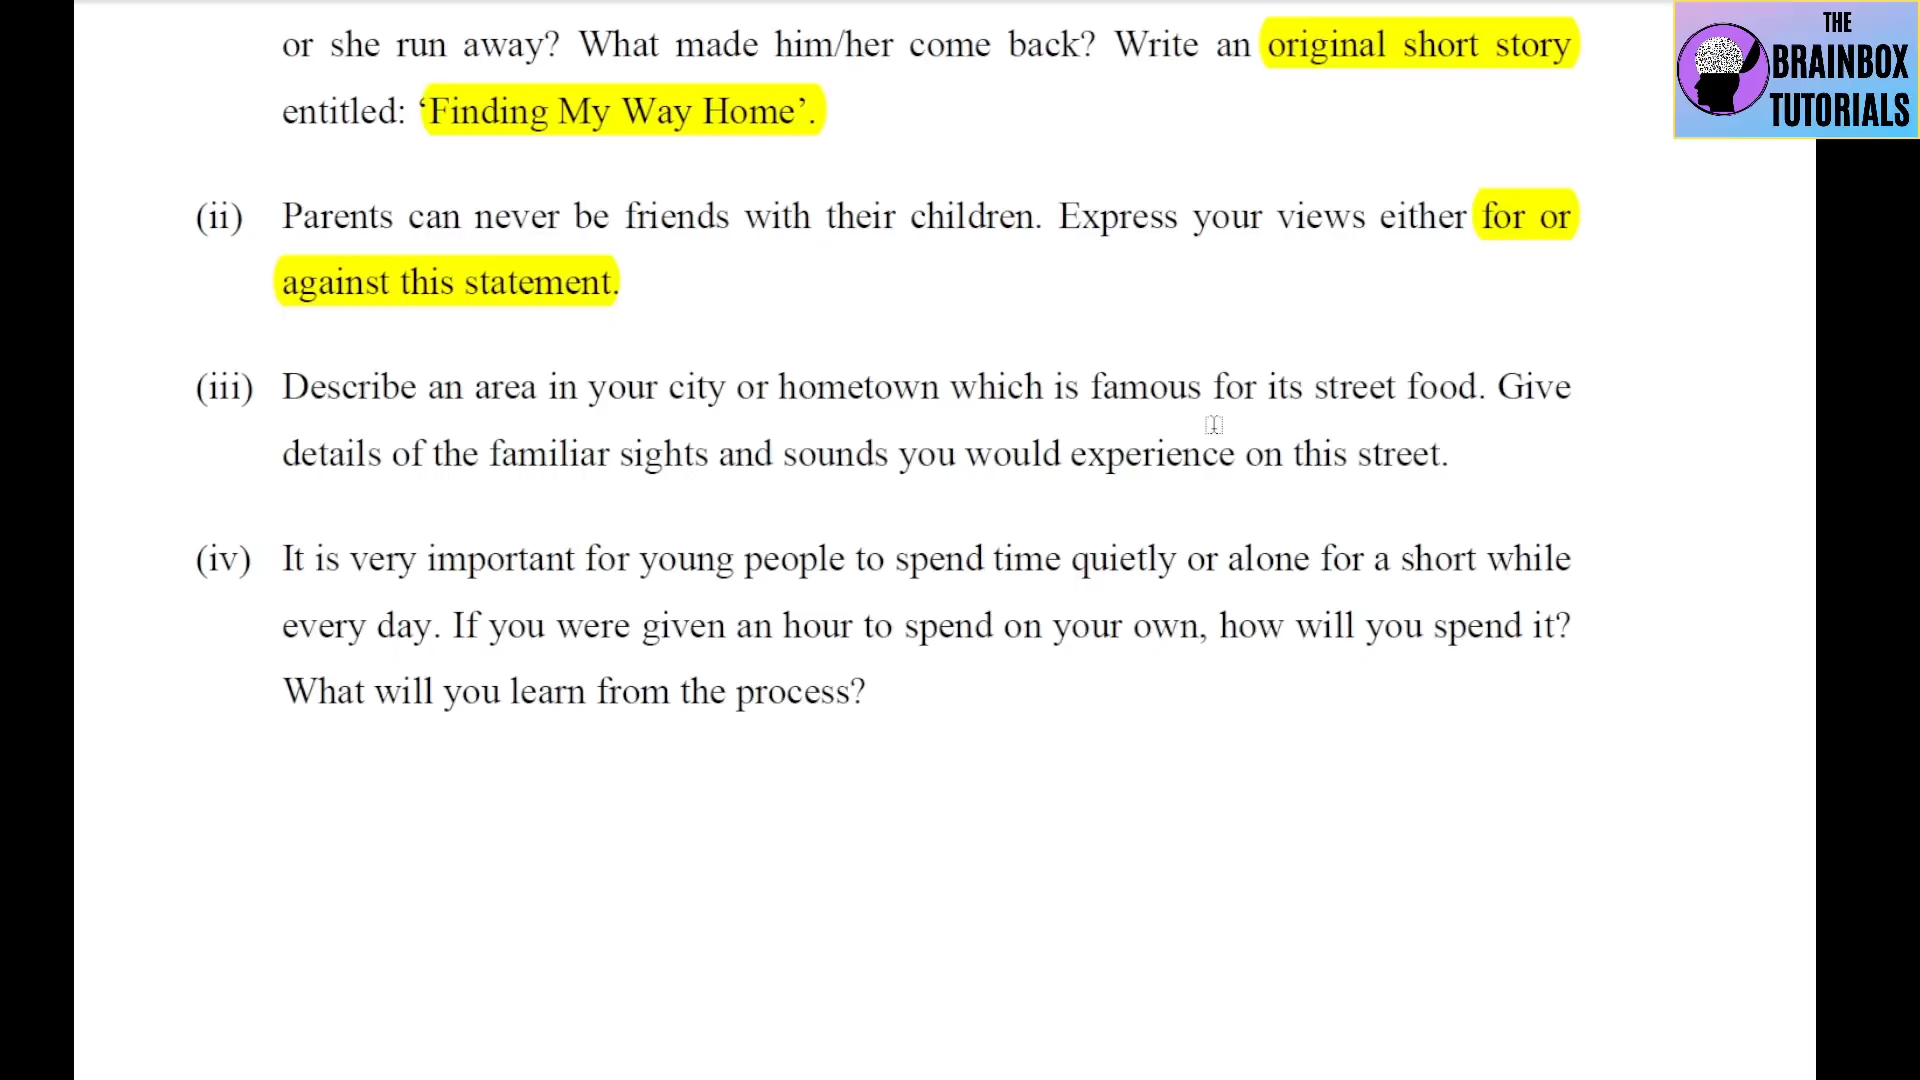 or she run away? What made him/her come back? Write an original short story
entitled: ‘Finding My Way Home’.
(ii) Parents can never be friends with their children. Express your views either for or
against this statement.
(iii) Describe an area in your city or hometown which is famous for its street food. Give
details of the familiar sights and sounds you would experience on this street.
(iv) It is very important for young people to spend time quietly or alone for a short while
every day. If you were given an hour to spend on your own, how will you spend it?
What will you learn from the process?
THE
BRAINBOX
TUTORIALS